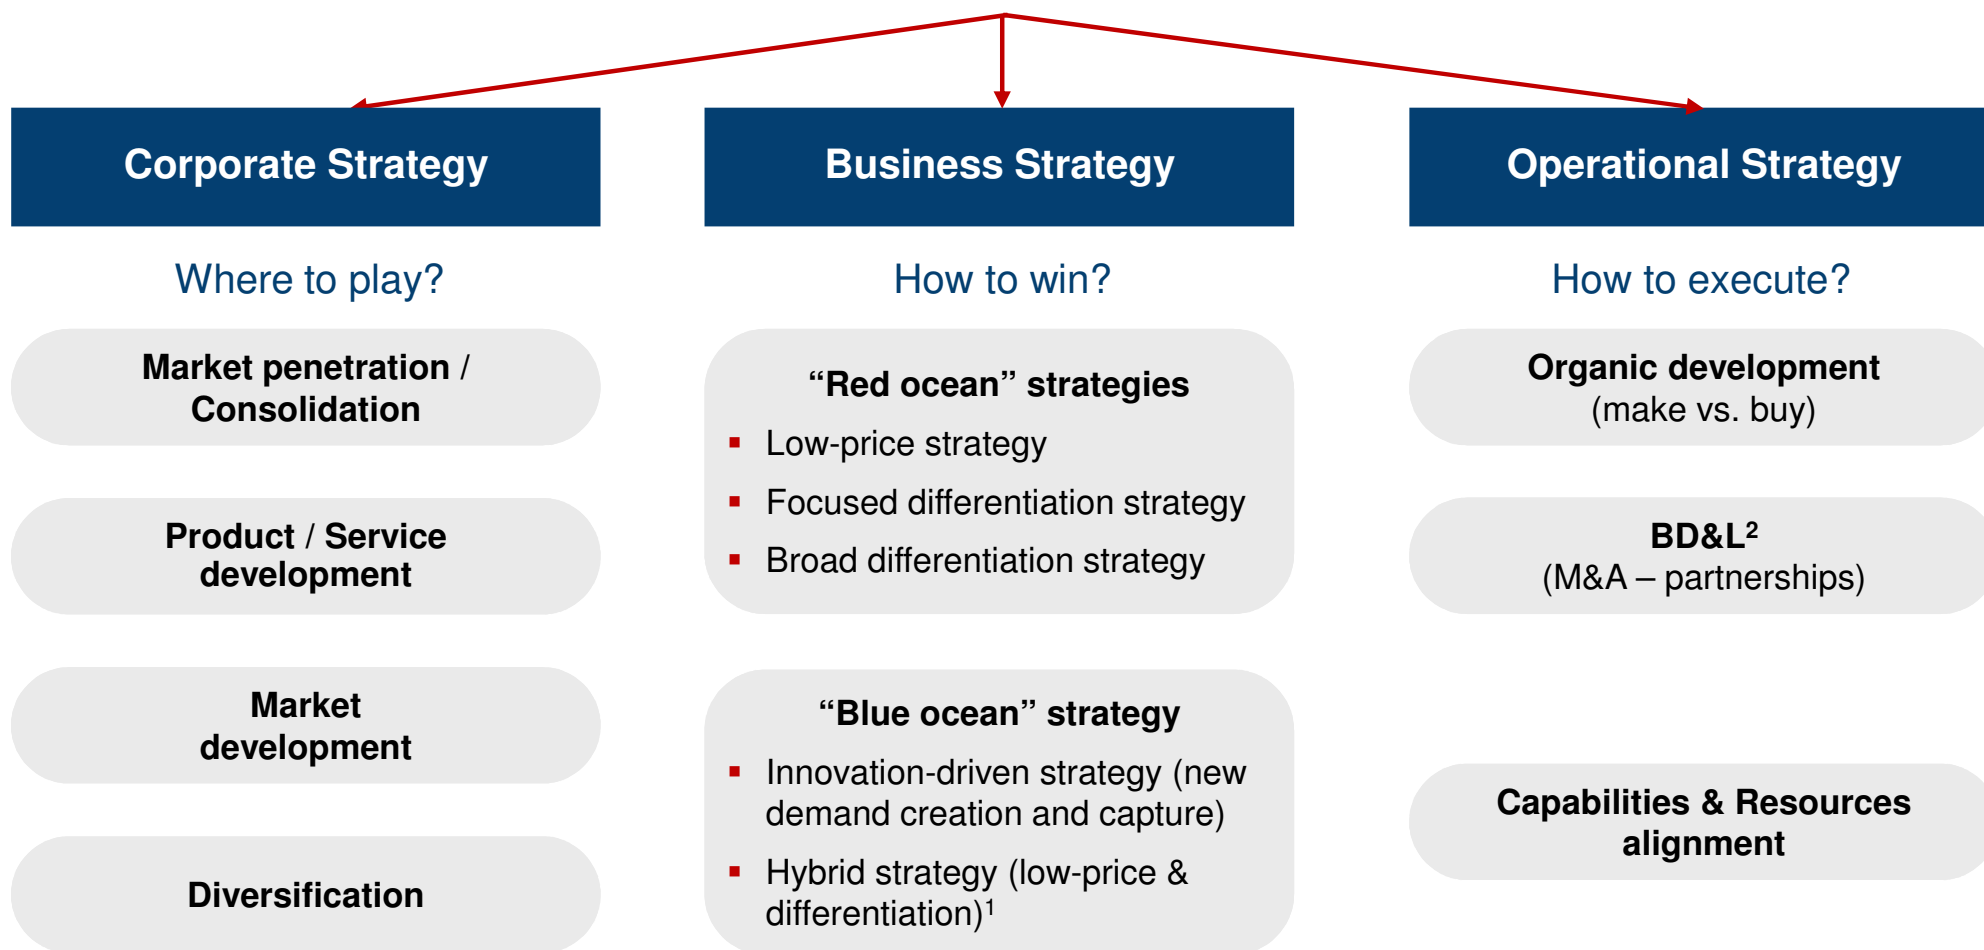 Corporate Strategy
Where to play?
Market penetration /
Consolidation
Product / Service
development
Market
development
Diversification
Business Strategy
How to win?
“Red ocean” strategies
▪ Low-price strategy
▪ Focused differentiation strategy
▪ Broad differentiation strategy
“Blue ocean” strategy
▪ Innovation-driven strategy (new
demand creation and capture)
▪ Hybrid strategy (low-price &
differentiation)¹
Operational Strategy
How to execute?
Organic development
(make vs. buy)
BD&L²
(M&A – partnerships)
Capabilities & Resources
alignment